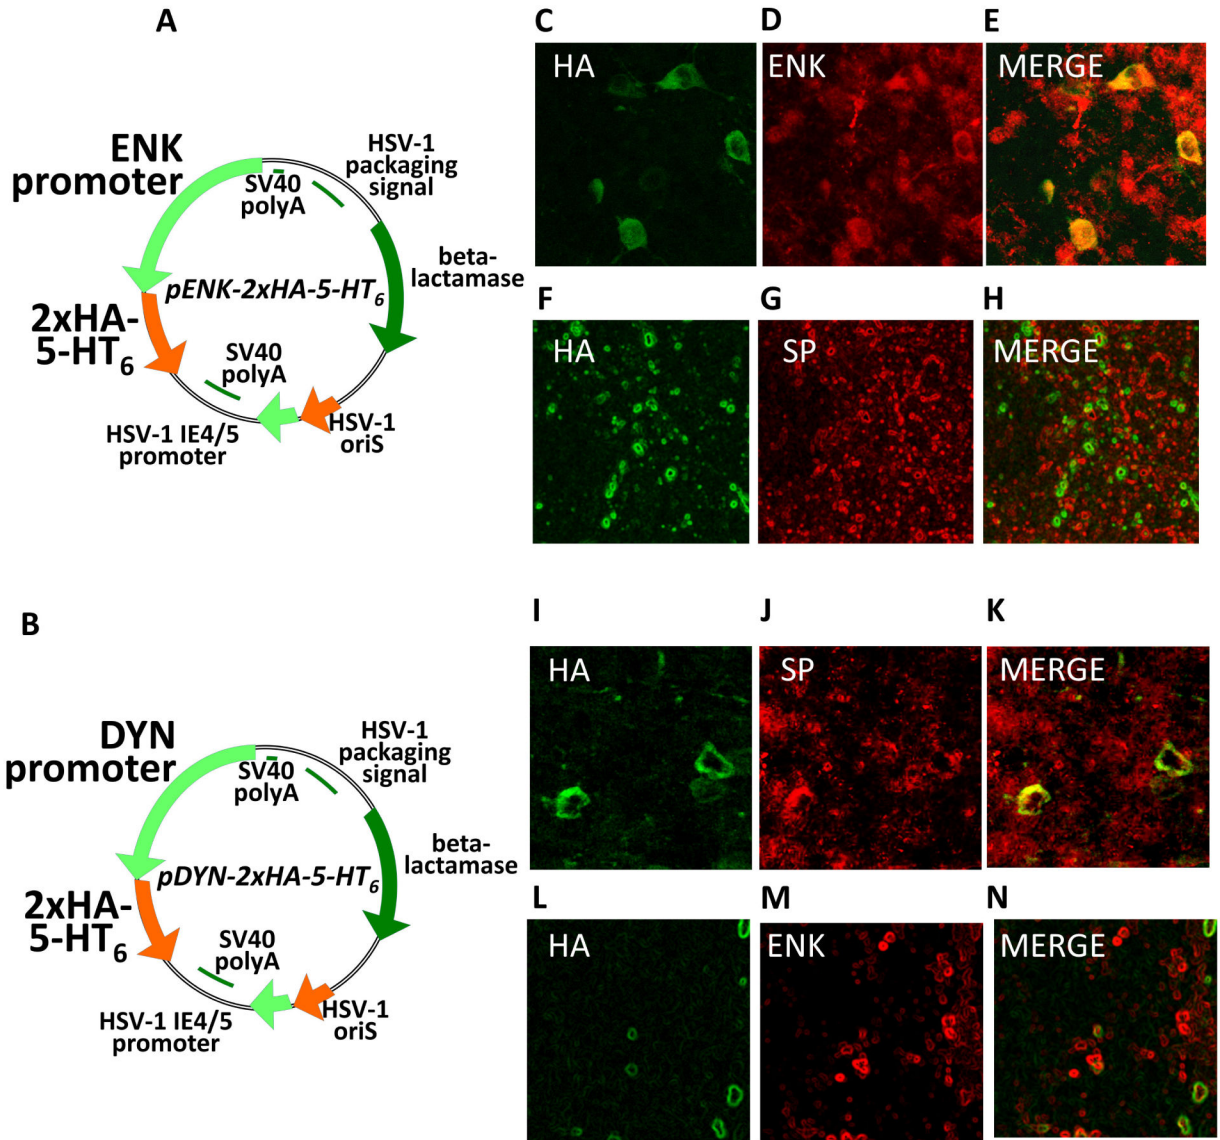 A
ENK
promoter
HSV-1
packaging
signal
SV40
polyA
beta-
lactamase
pENK-2xHA-5-HT6
2xHA-
5-HT6
SV40
polyA
HSV-1 IE4/5
promoter
HSV-1
oriS
C
HA
D
ENK
E
MERGE
F
HA
G
SP
H
MERGE
B
DYN
promoter
HSV-1
packaging
signal
SV40
polyA
beta-
lactamase
pDYN-2xHA-5-HT6
2xHA-
5-HT6
SV40
polyA
HSV-1 IE4/5
promoter
HSV-1
oriS
I
HA
J
SP
K
MERGE
L
HA
M
ENK
N
MERGE